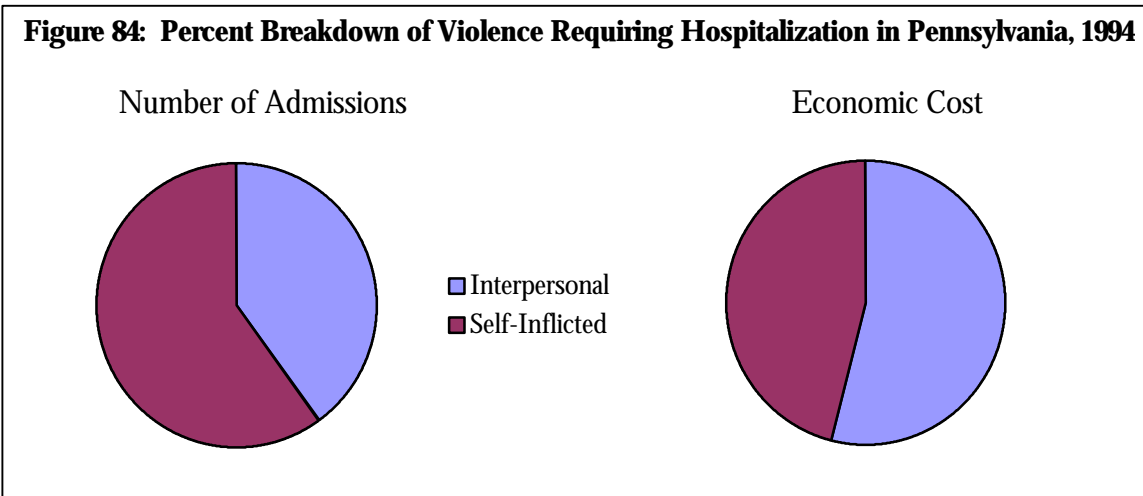 Figure 84: Percent Breakdown of Violence Requiring Hospitalization in Pennsylvania, 1994
Number of Admissions
Economic Cost
Interpersonal
Self-Inflicted